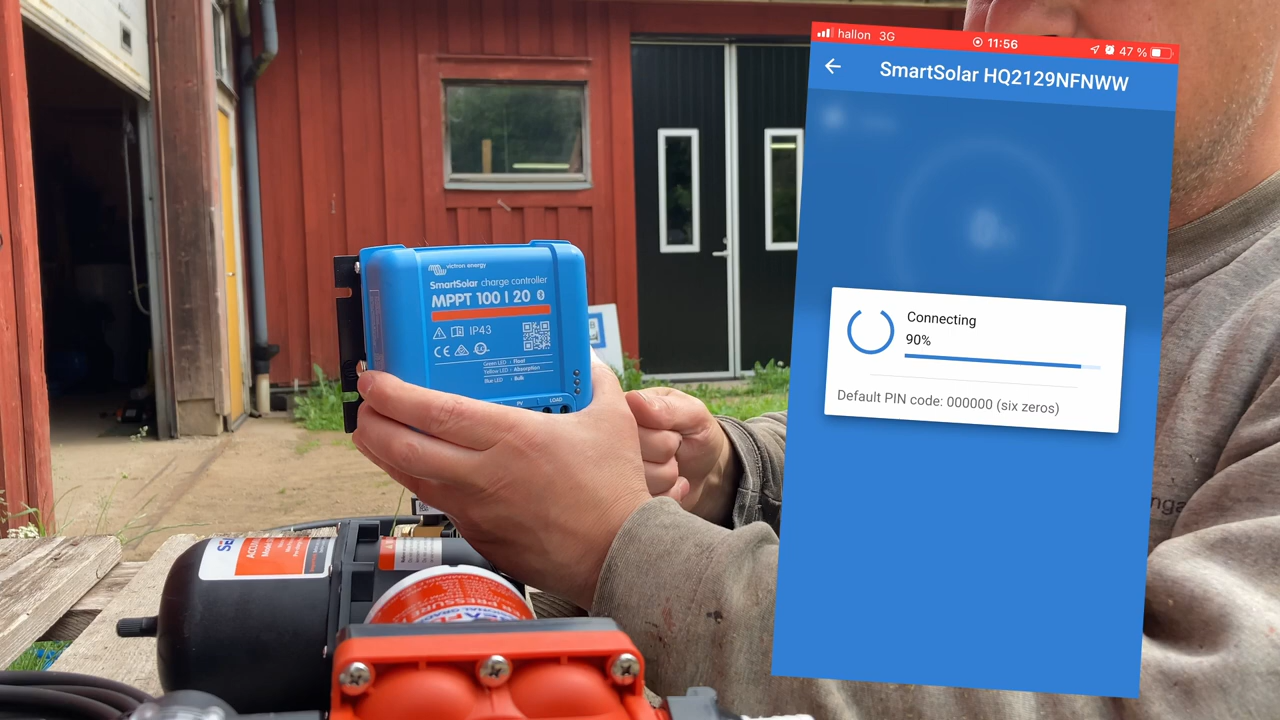 hallon 3G 11:56 47 %
SmartSolar HQ2129NFNWW
Connecting
90%
Default PIN code: 000000 (six zeros)
victron energy
SmartSolar charge controller
MPPT 100 | 20
IP43
CE
Green LED : Float
Yellow LED : Absorption
Blue LED : Bulk
PV LOAD